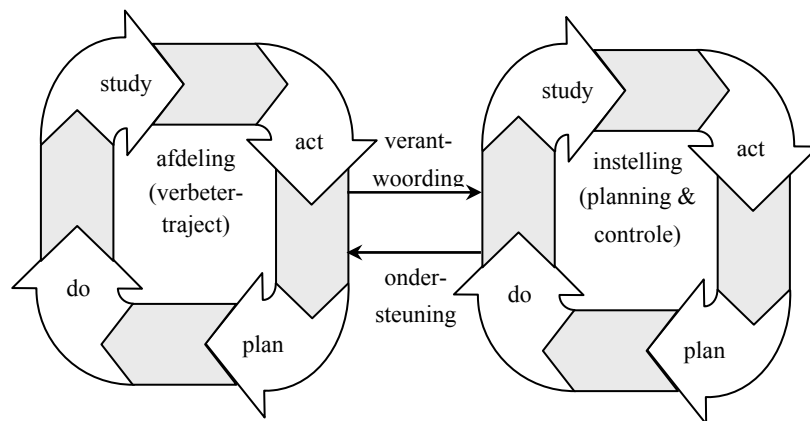 study
act
afdeling
(verbeter-
traject)
do
plan
verant-
woording
onder-
steuning
study
act
instelling
(planning &
controle)
do
plan